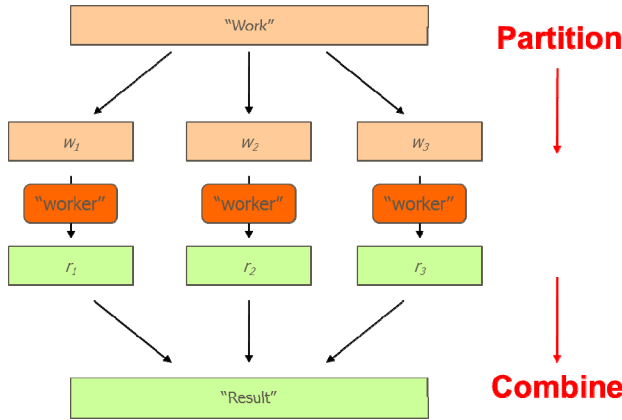 “Work”
Partition
w₁ w₂ w₃
“worker” “worker” “worker”
r₁ r₂ r₃
“Result”
Combine